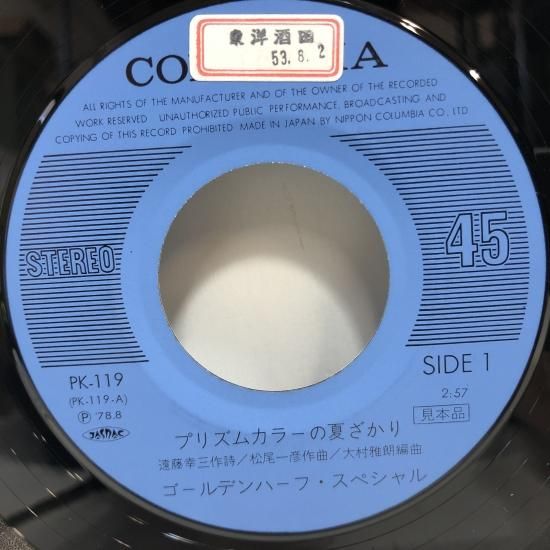 東洋酒田
53.8.2
ALL RIGHTS OF THE MANUFACTURER AND OF THE OWNER OF THE RECORDED
WORK RESERVED UNAUTHORIZED PUBLIC PERFORMANCE, BROADCASTING AND
COPYING OF THIS RECORD PROHIBITED MADE IN JAPAN BY NIPPON COLUMBIA CO., LTD
STEREO
45
PK-119
(PK-119-A)
Ⓟ '78.8
JASRAC
SIDE 1
2:57
見本品
プリズムカラーの夏ざかり
遠藤幸三作詩/松尾一彦作曲/大村雅朗編曲
ゴールデンハーフ・スペシャル